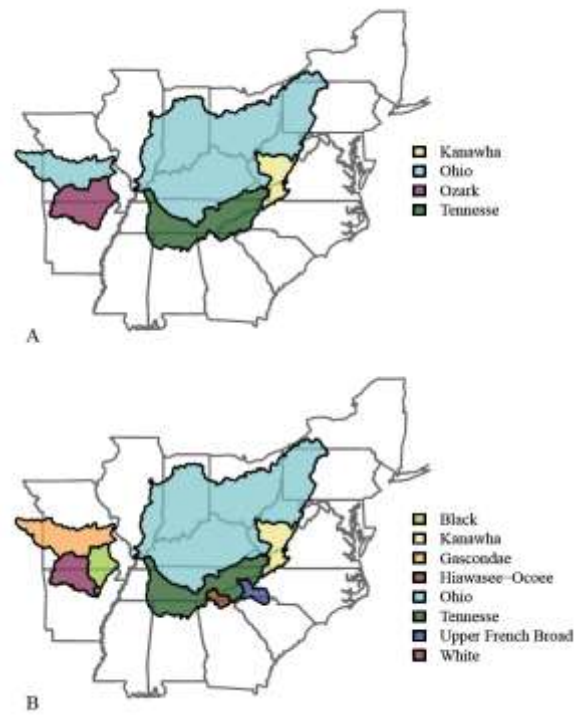 Kanawha
Ohio
Ozark
Tennesse
A
Black
Kanawha
Gascondae
Hiawasee-Ocoee
Ohio
Tennesse
Upper French Broad
White
B